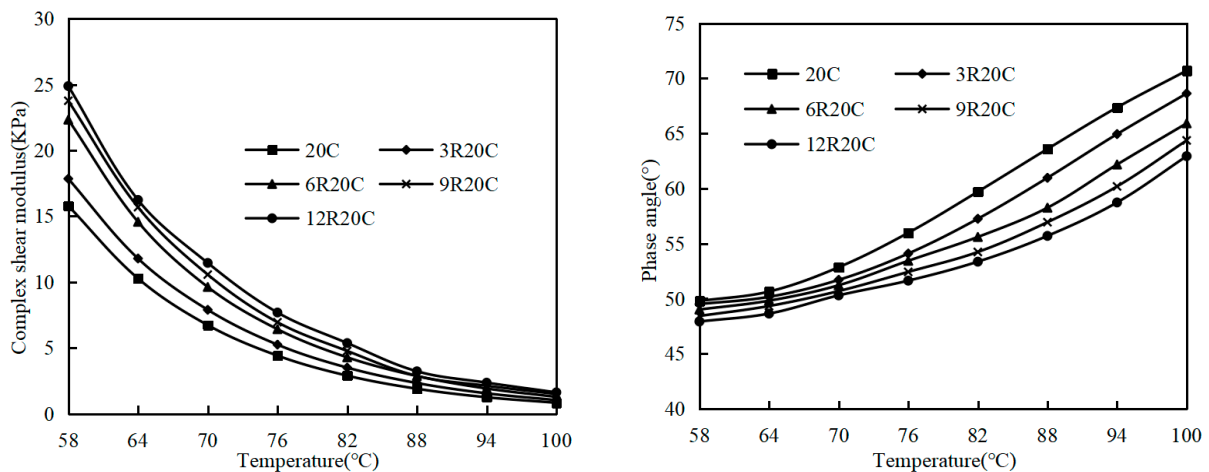 30
25
20
15
10
5
0
Complex shear modulus(KPa)
20C
3R20C
6R20C
9R20C
12R20C
58 64 70 76 82 88 94 100
Temperature(°C)
75
70
65
60
55
50
45
40
Phase angle(°)
20C
3R20C
6R20C
9R20C
12R20C
58 64 70 76 82 88 94 100
Temperature(°C)